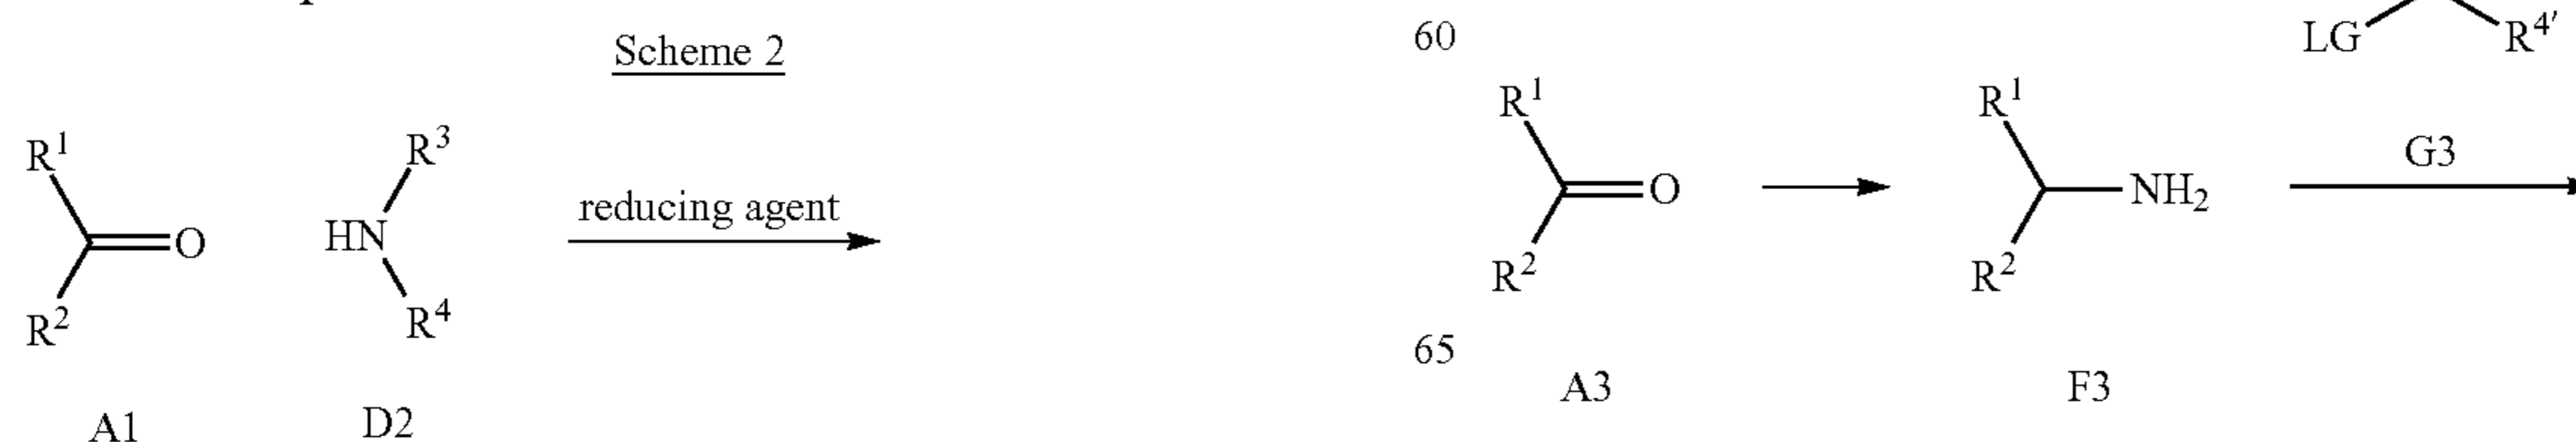 Scheme 2
R¹
R²
O
HN
R³
R⁴
reducing agent
A1
D2
60
65
R¹
R²
O
A3
R¹
R²
NH₂
F3
LG
R⁴′
G3